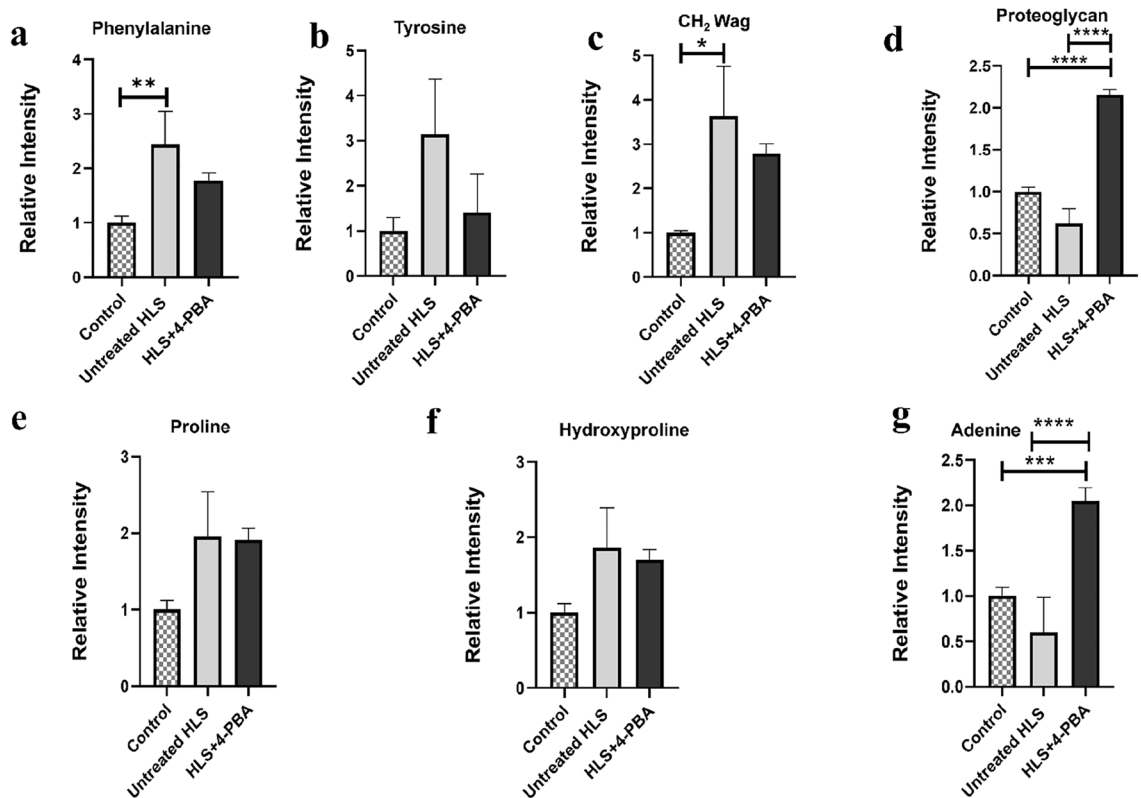 a
Phenylalanine
Relative Intensity
4
3
2
1
0
**
Control
Untreated HLS
HLS+4-PBA
b
Tyrosine
Relative Intensity
5
4
3
2
1
0
Control
Untreated HLS
HLS+4-PBA
c
CH₂ Wag
Relative Intensity
5
4
3
2
1
0
*
Control
Untreated HLS
HLS+4-PBA
d
Proteoglycan
Relative Intensity
2.5
2.0
1.5
1.0
0.5
0.0
****
****
Control
Untreated HLS
HLS+4-PBA
e
Proline
Relative Intensity
3
2
1
0
Control
Untreated HLS
HLS+4-PBA
f
Hydroxyproline
Relative Intensity
3
2
1
0
Control
Untreated HLS
HLS+4-PBA
g
Adenine
Relative Intensity
2.5
2.0
1.5
1.0
0.5
0.0
****
***
Control
Untreated HLS
HLS+4-PBA